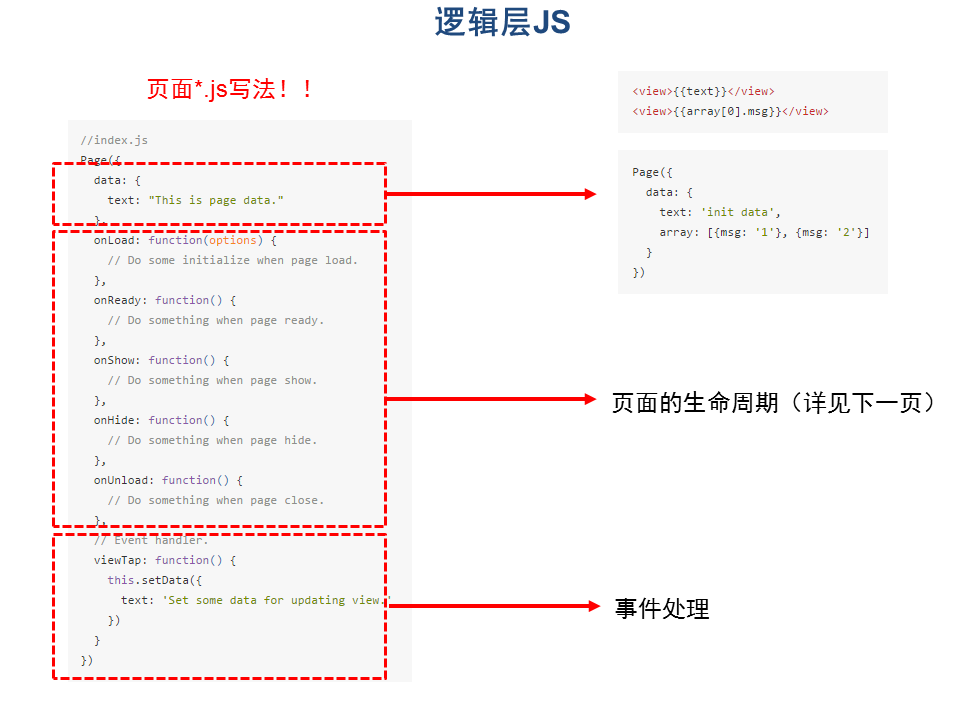 逻辑层JS
页面*.js写法！！
//index.js
Page({
data: {
text: "This is page data."
},
onLoad: function(options) {
// Do some initialize when page load.
},
onReady: function() {
// Do something when page ready.
},
onShow: function() {
// Do something when page show.
},
onHide: function() {
// Do something when page hide.
},
onUnload: function() {
// Do something when page close.
},
// Event handler.
viewTap: function() {
this.setData({
text: 'Set some data for updating view.'
})
}
})
<view>{{text}}</view>
<view>{{array[0].msg}}</view>
Page({
data: {
text: 'init data',
array: [{msg: '1'}, {msg: '2'}]
}
})
页面的生命周期（详见下一页）
事件处理